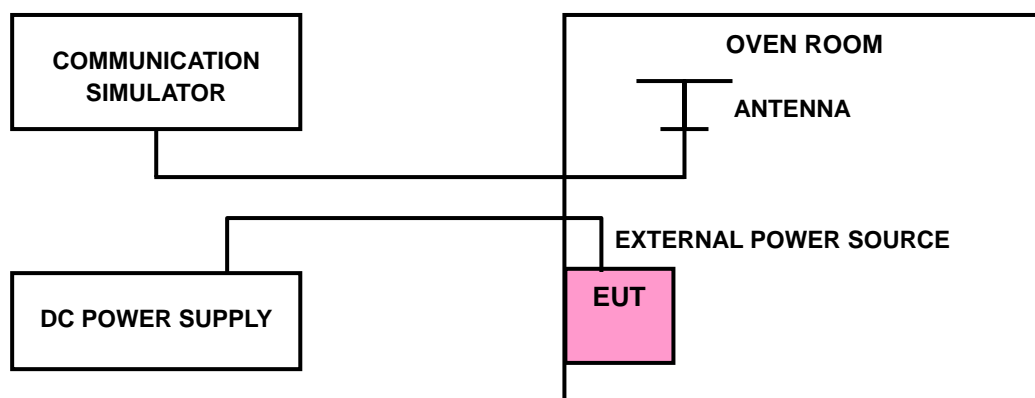 COMMUNICATION
SIMULATOR
OVEN ROOM
ANTENNA
EXTERNAL POWER SOURCE
DC POWER SUPPLY
EUT